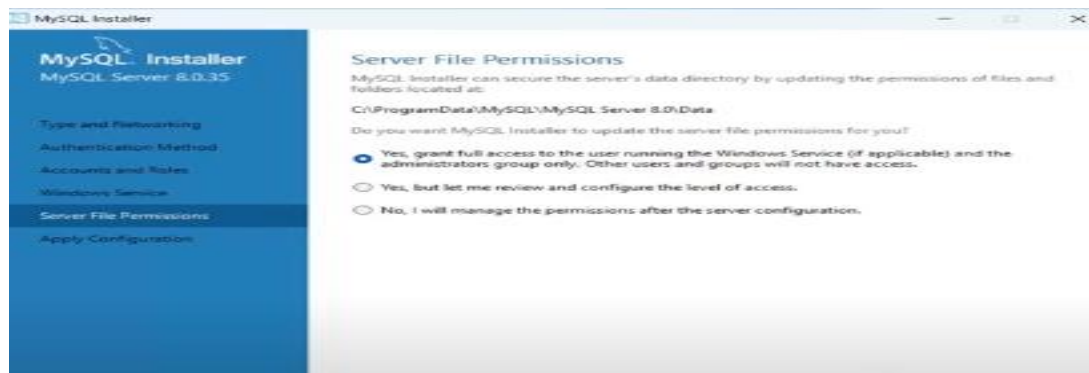 MySQL Installer
MySQL. Installer
MySQL Server 8.0.35
Type and Networking
Authentication Method
Accounts and Roles
Windows Service
Server File Permissions
Apply Configuration
Server File Permissions
MySQL Installer can secure the server's data directory by updating the permissions of files and
folders located at:
C:\ProgramData\MySQL\MySQL Server 8.0\Data
Do you want MySQL Installer to update the server file permissions for you?
Yes, grant full access to the user running the Windows Service (if applicable) and the
administrators group only. Other users and groups will not have access.
Yes, but let me review and configure the level of access.
No, I will manage the permissions after the server configuration.